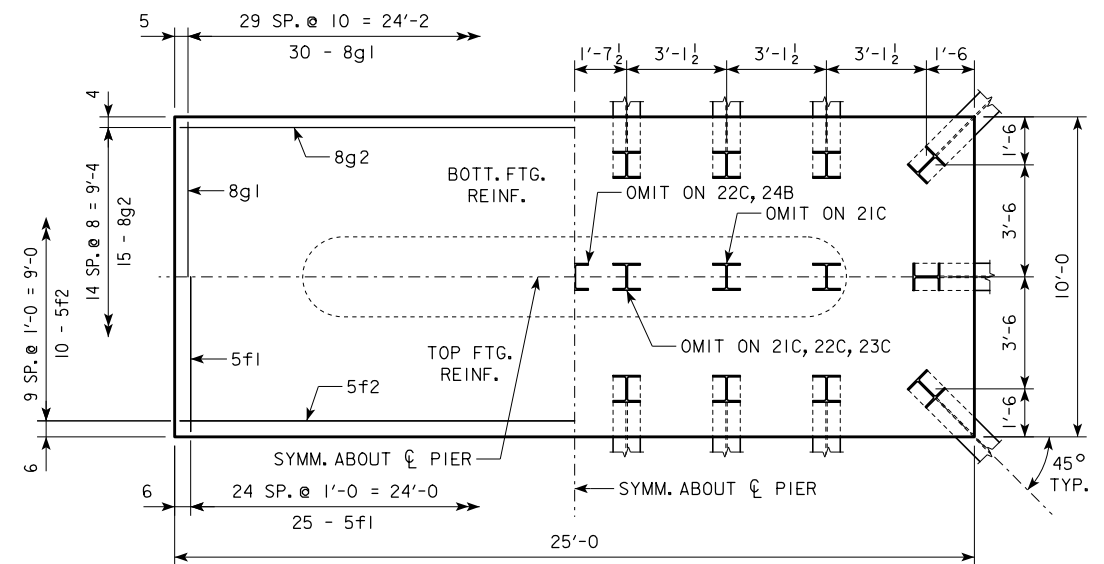 5
29 SP. @ 10 = 24'-2
30 - 8g1
1'-7 1/2
3'-1 1/2
3'-1 1/2
3'-1 1/2
1'-6
4
8g2
BOTT. FTG.
REINF.
8g1
OMIT ON 22C, 24B
OMIT ON 21C
1'-6
3'-6
10'-0
3'-6
1'-6
14 SP. @ 8 = 9'-4
15 - 8g2
9 SP. @ 1'-0 = 9'-0
10 - 5f2
5f1
TOP FTG.
REINF.
5f2
OMIT ON 21C, 22C, 23C
6
SYMM. ABOUT ℄ PIER
45°
TYP.
6
24 SP. @ 1'-0 = 24'-0
25 - 5f1
SYMM. ABOUT ℄ PIER
25'-0